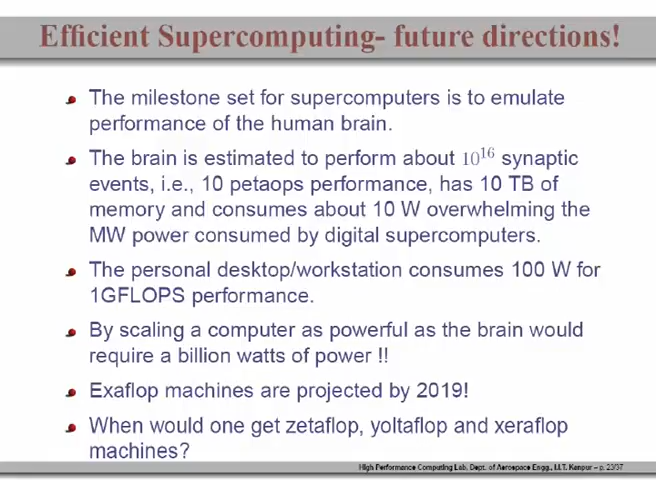 Efficient Supercomputing- future directions!
The milestone set for supercomputers is to emulate
performance of the human brain.
The brain is estimated to perform about 10^16 synaptic
events, i.e., 10 petaops performance, has 10 TB of
memory and consumes about 10 W overwhelming the
MW power consumed by digital supercomputers.
The personal desktop/workstation consumes 100 W for
1GFLOPS performance.
By scaling a computer as powerful as the brain would
require a billion watts of power !!
Exaflop machines are projected by 2019!
When would one get zetaflop, yoltaflop and xeraflop
machines?
High Performance Computing Lab, Dept. of Aerospace Engg., I.I.T. Kanpur – p. 23/37